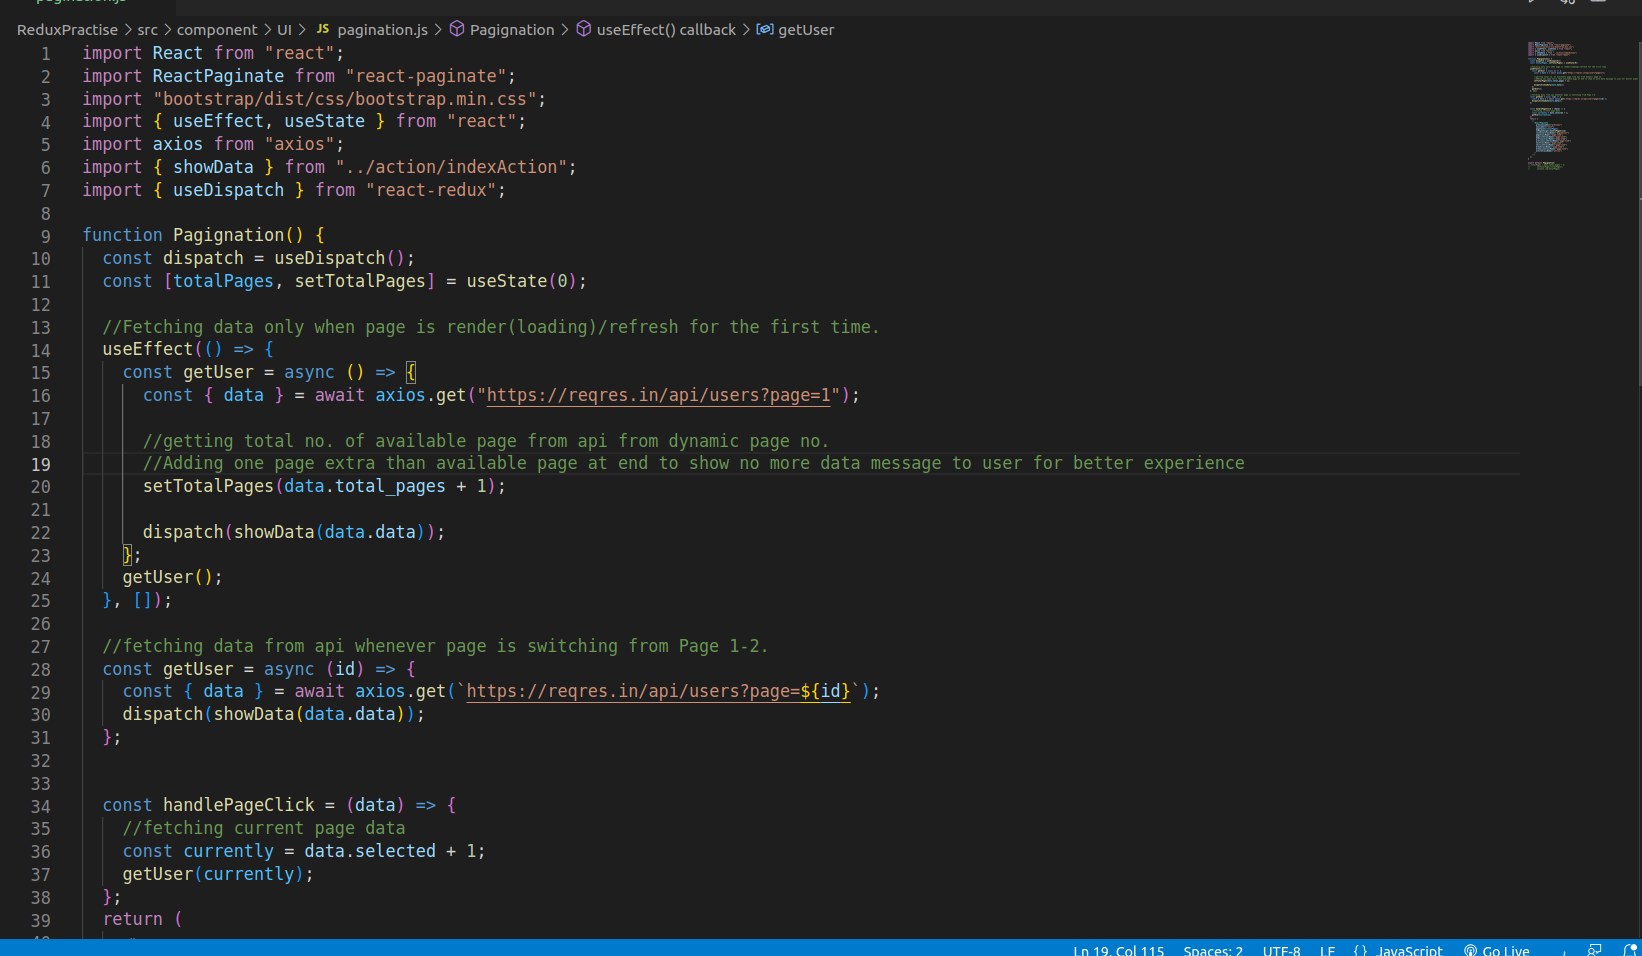 pagination.js
ReduxPractise > src > component > UI > JS pagination.js > Pagignation > useEffect() callback > getUser
1 import React from "react";
2 import ReactPaginate from "react-paginate";
3 import "bootstrap/dist/css/bootstrap.min.css";
4 import { useEffect, useState } from "react";
5 import axios from "axios";
6 import { showData } from "../action/indexAction";
7 import { useDispatch } from "react-redux";
8
9 function Pagignation() {
10 const dispatch = useDispatch();
11 const [totalPages, setTotalPages] = useState(0);
12
13 //Fetching data only when page is render(loading)/refresh for the first time.
14 useEffect(() => {
15 const getUser = async () => {
16 const { data } = await axios.get("https://reqres.in/api/users?page=1");
17
18 //getting total no. of available page from api from dynamic page no.
19 //Adding one page extra than available page at end to show no more data message to user for better experience
20 setTotalPages(data.total_pages + 1);
21
22 dispatch(showData(data.data));
23 };
24 getUser();
25 }, []);
26
27 //fetching data from api whenever page is switching from Page 1-2.
28 const getUser = async (id) => {
29 const { data } = await axios.get(`https://reqres.in/api/users?page=${id}`);
30 dispatch(showData(data.data));
31 };
32
33
34 const handlePageClick = (data) => {
35 //fetching current page data
36 const currently = data.selected + 1;
37 getUser(currently);
38 };
39 return (
40
Ln 19, Col 115 Spaces: 2 UTF-8 LF {} JavaScript Go Live